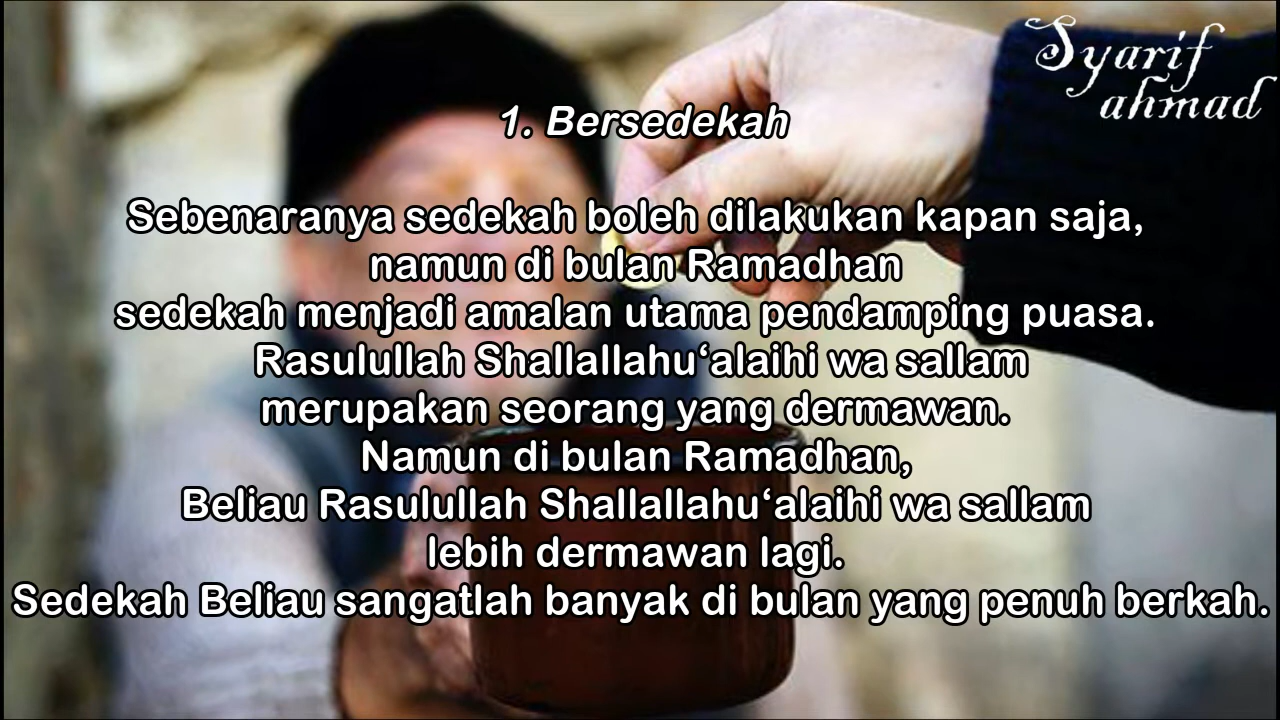 Syarif
ahmad
1. Bersedekah
Sebenaranya sedekah boleh dilakukan kapan saja,
namun di bulan Ramadhan
sedekah menjadi amalan utama pendamping puasa.
Rasulullah Shallallahu‘alaihi wa sallam
merupakan seorang yang dermawan.
Namun di bulan Ramadhan,
Beliau Rasulullah Shallallahu‘alaihi wa sallam
lebih dermawan lagi.
Sedekah Beliau sangatlah banyak di bulan yang penuh berkah.